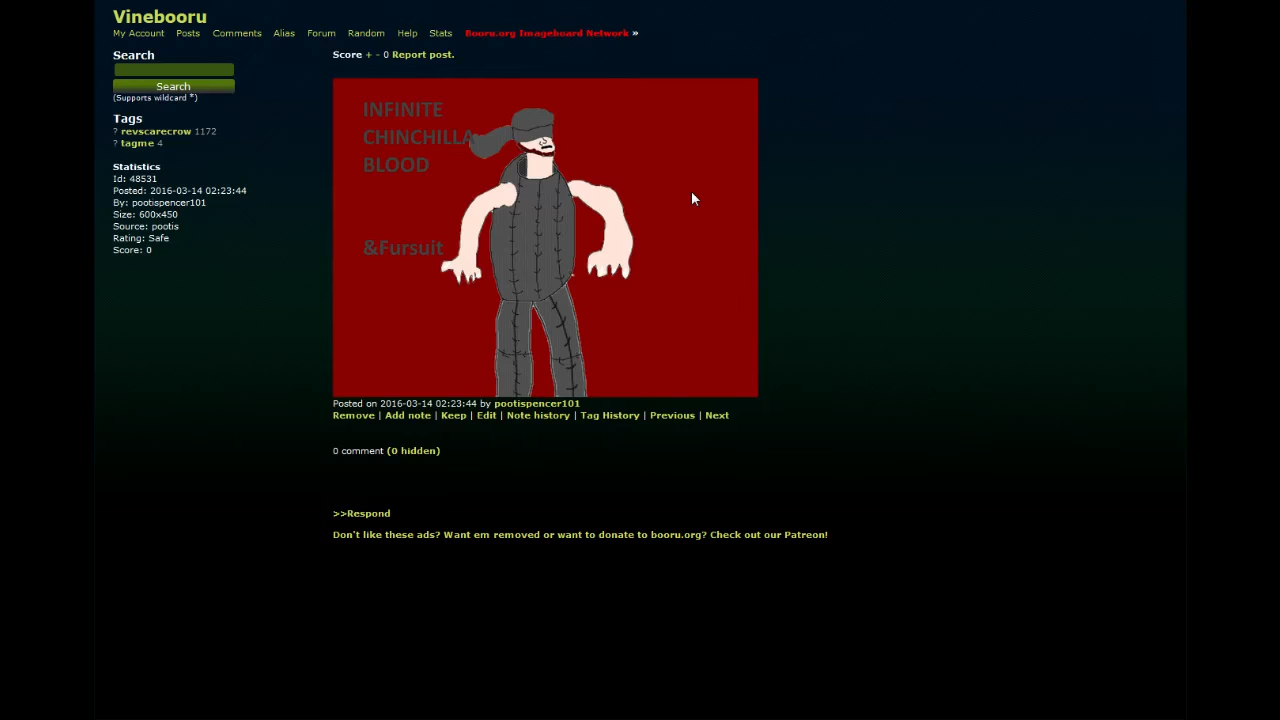 Vinebooru
My Account Posts Comments Alias Forum Random Help Stats Booru.org Imageboard Network »
Search
Search
(Supports wildcard *)
Tags
? revscarecrow 1172
? tagme 4
Statistics
Id: 48531
Posted: 2016-03-14 02:23:44
By: pootispencer101
Size: 600x450
Source: pootis
Rating: Safe
Score: 0
Score + - 0 Report post.
INFINITE
CHINCHILLA
BLOOD
&Fursuit
Posted on 2016-03-14 02:23:44 by pootispencer101
Remove | Add note | Keep | Edit | Note history | Tag History | Previous | Next
0 comment (0 hidden)
>>Respond
Don't like these ads? Want em removed or want to donate to booru.org? Check out our Patreon!